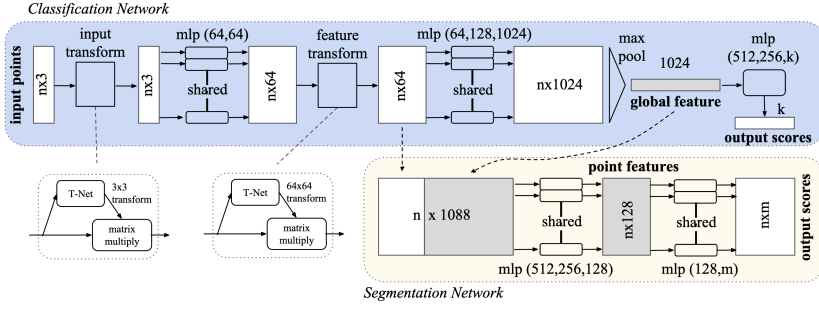 Classification Network
input points
nx3
input
transform
nx3
mlp (64,64)
shared
nx64
feature
transform
nx64
mlp (64,128,1024)
shared
nx1024
max
pool
1024
global feature
mlp
(512,256,k)
k
output scores
T-Net
3x3
transform
matrix
multiply
T-Net
64x64
transform
matrix
multiply
point features
n x 1088
shared
mlp (512,256,128)
nx128
shared
mlp (128,m)
nxm
output scores
Segmentation Network